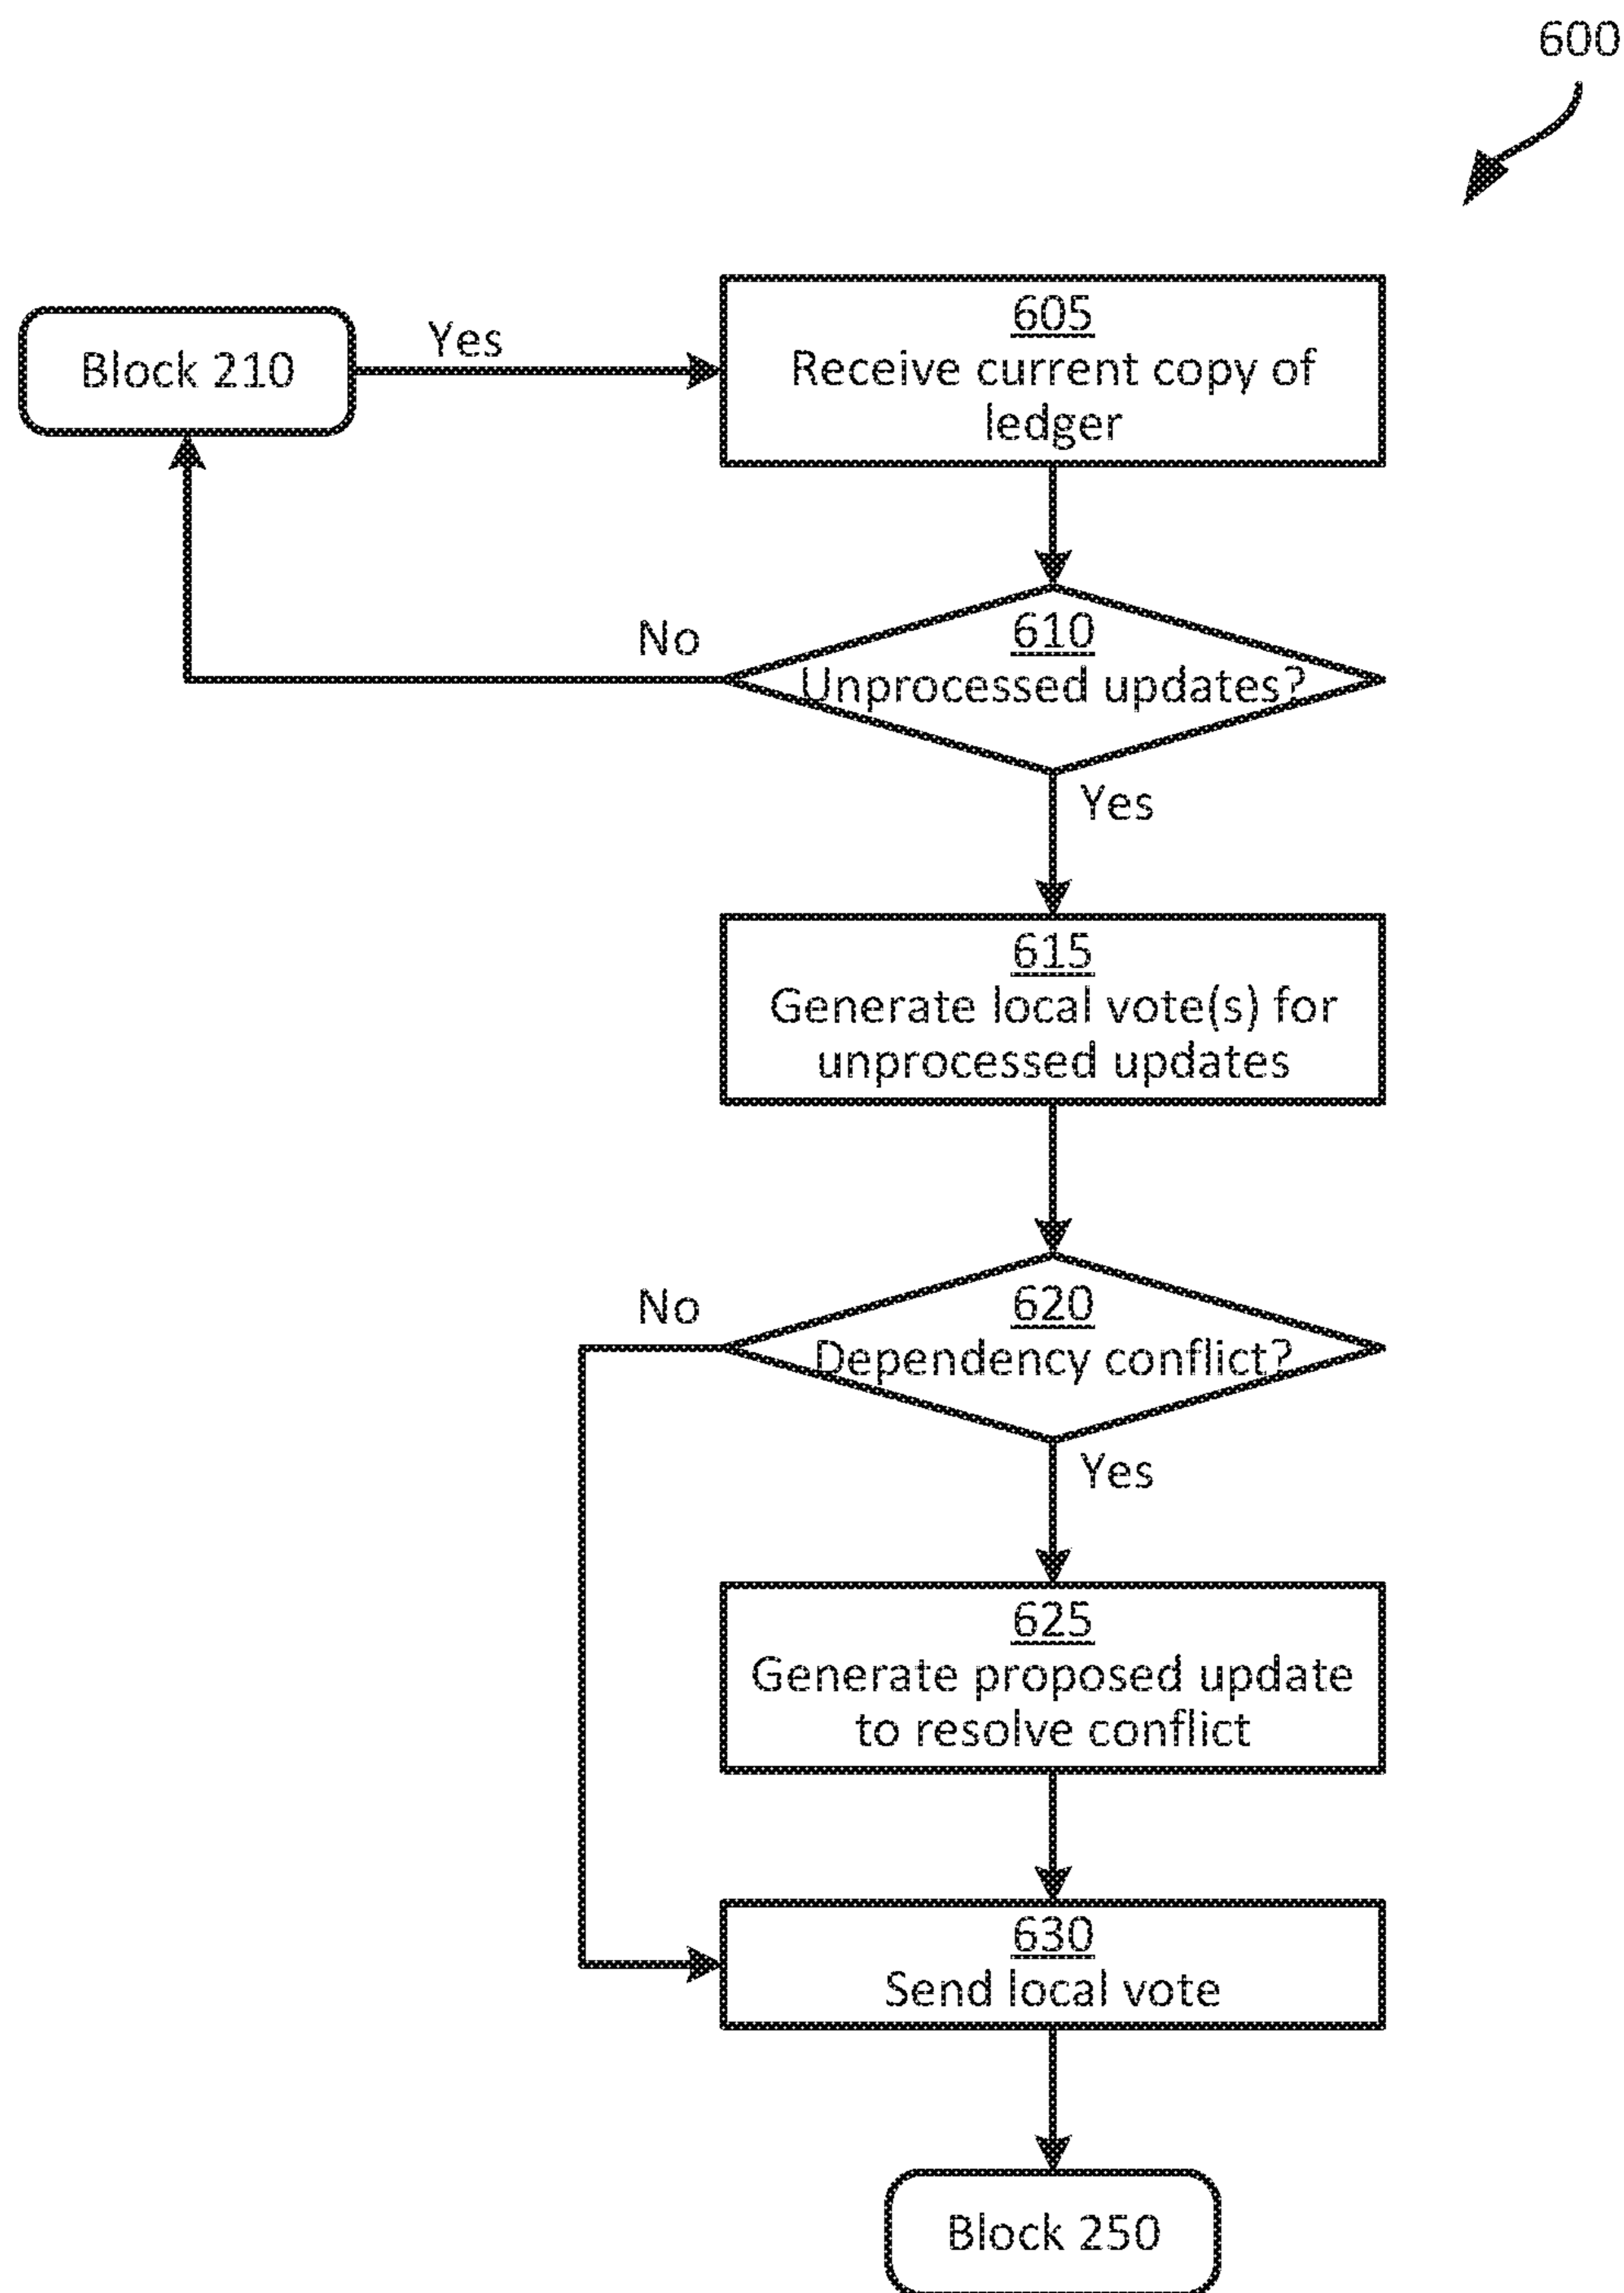 600
Block 210
Yes
605
Receive current copy of
ledger
No
610
Unprocessed updates?
Yes
615
Generate local vote(s) for
unprocessed updates
No
620
Dependency conflict?
Yes
625
Generate proposed update
to resolve conflict
630
Send local vote
Block 250